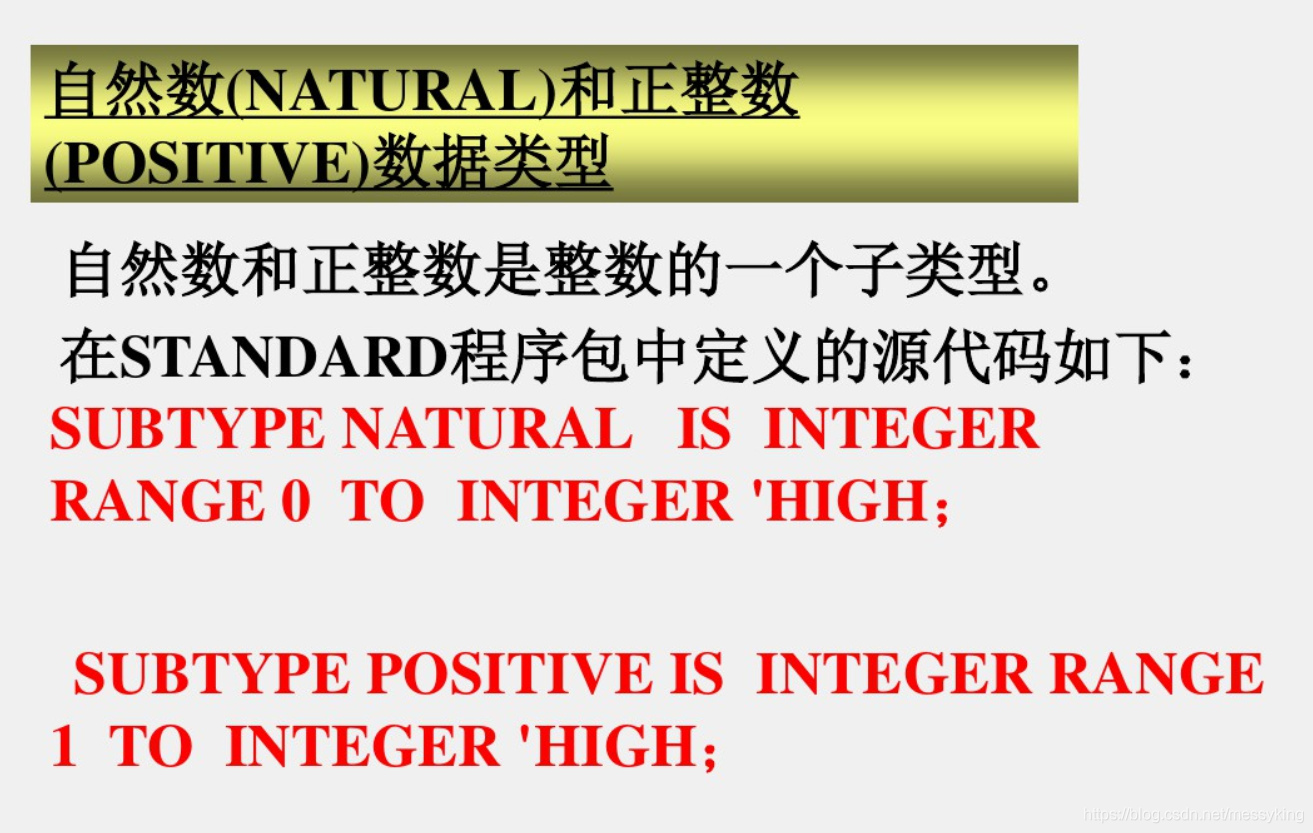 自然数(NATURAL)和正整数
(POSITIVE)数据类型
自然数和正整数是整数的一个子类型。
在STANDARD程序包中定义的源代码如下：
SUBTYPE NATURAL IS INTEGER
RANGE 0 TO INTEGER 'HIGH；
SUBTYPE POSITIVE IS INTEGER RANGE
1 TO INTEGER 'HIGH；
https://blog.csdn.net/messyking